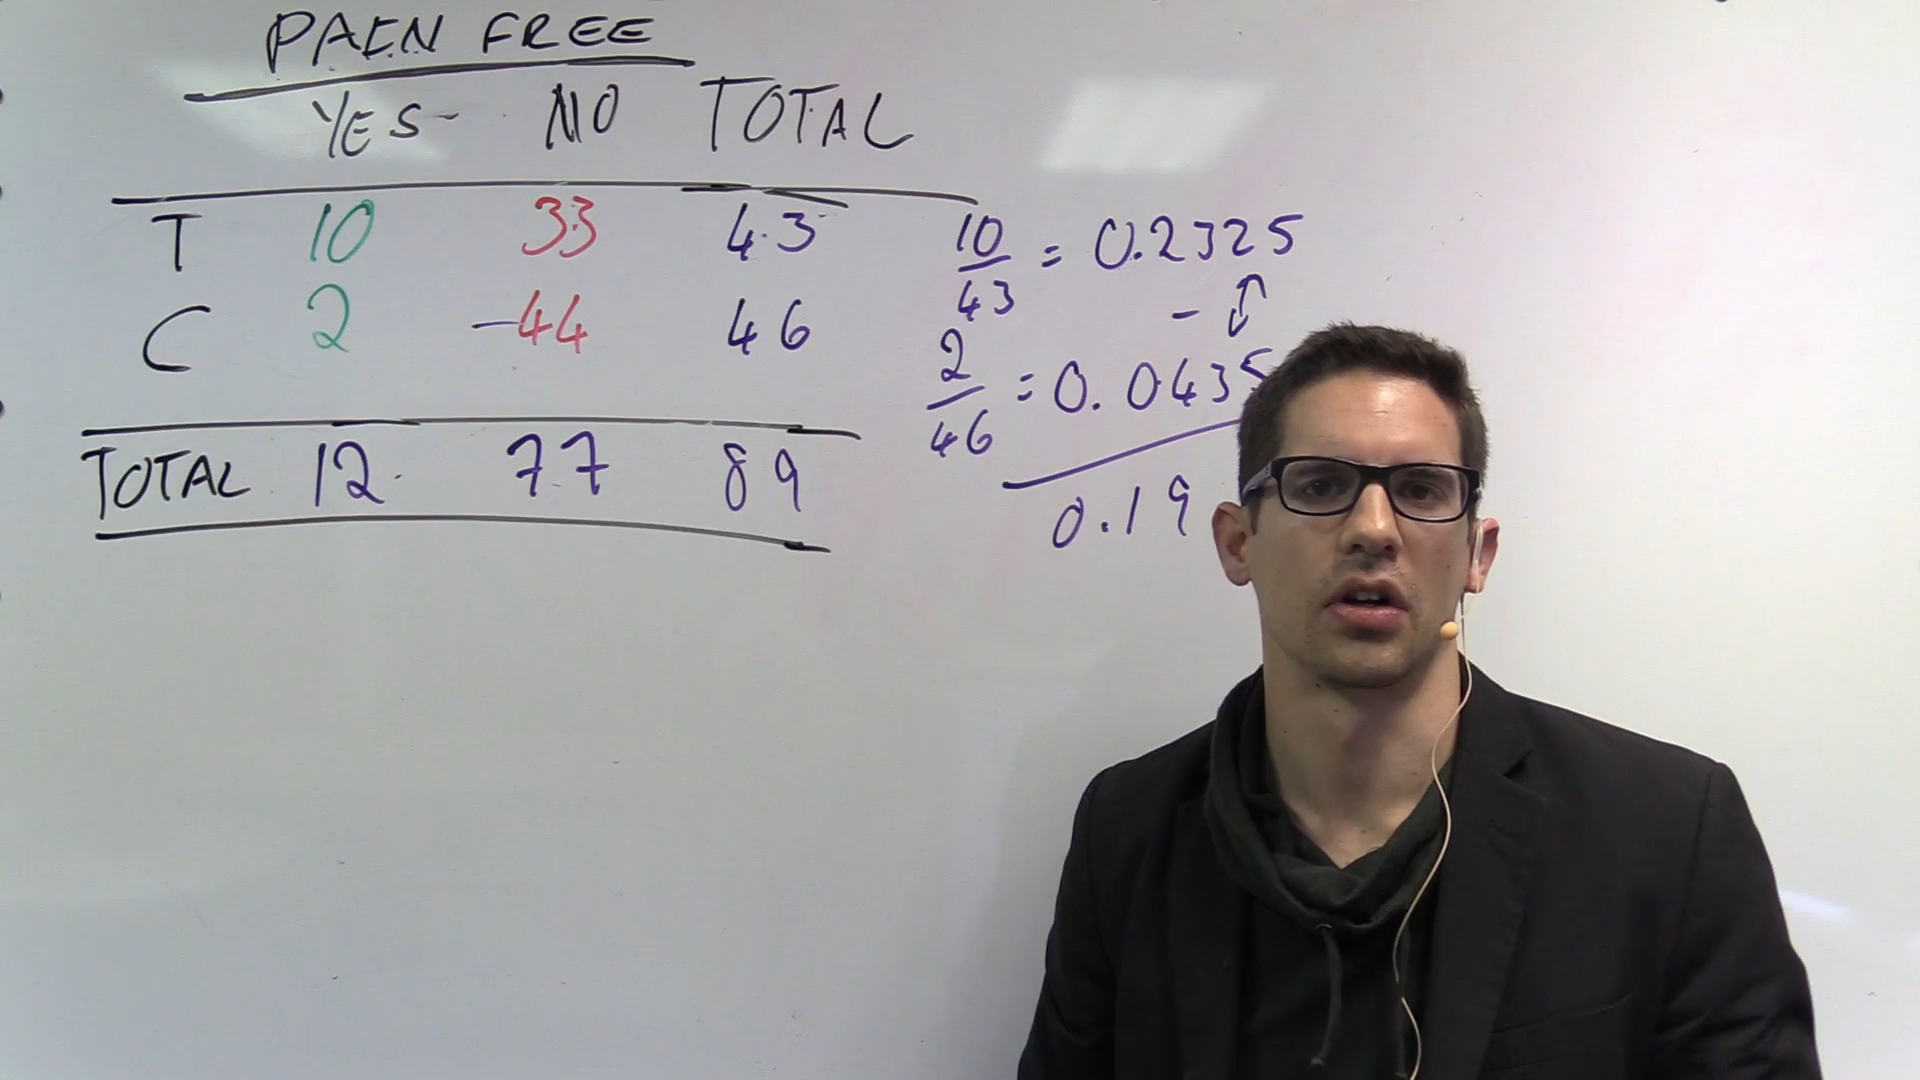 PAIN FREE
YES NO TOTAL
T 10 33 43
C 2 -44 46
TOTAL 12 77 89
10/43 = 0.2325
-
2/46 = 0.0435
0.19